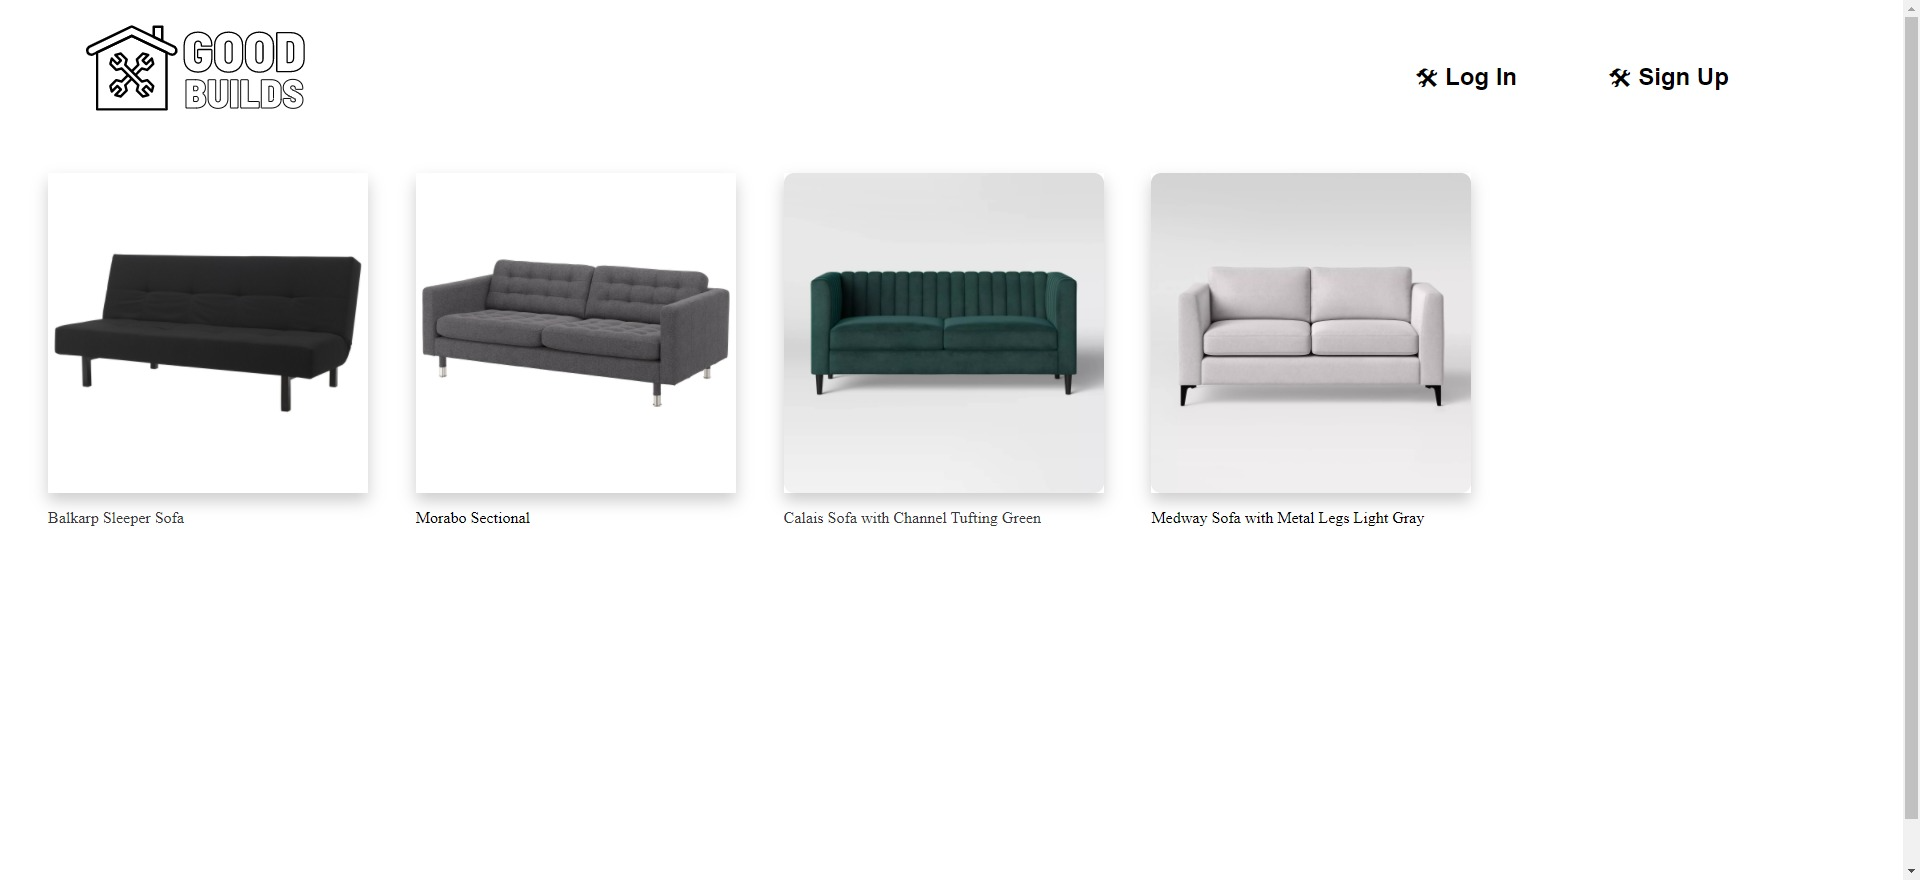 GOOD
BUILDS
Log In
Sign Up
Balkarp Sleeper Sofa
Morabo Sectional
Calais Sofa with Channel Tufting Green
Medway Sofa with Metal Legs Light Gray